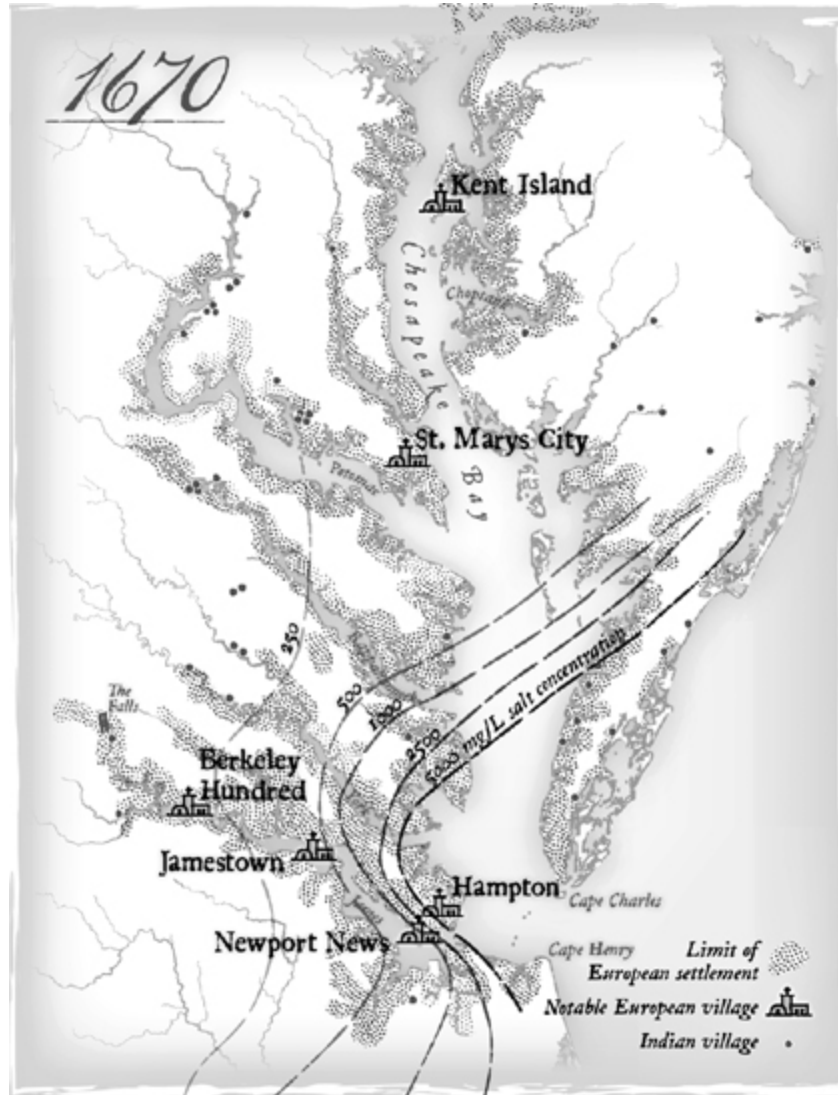 1670
Kent Island
Chesapeake
Bay
Choptank
St. Marys City
Potomac
250
500
1000
2500
5000 mg/L salt concentration
The
Falls
Berkeley
Hundred
Jamestown
James
Hampton
Newport News
Cape Charles
Cape Henry
Limit of
European settlement
Notable European village
Indian village